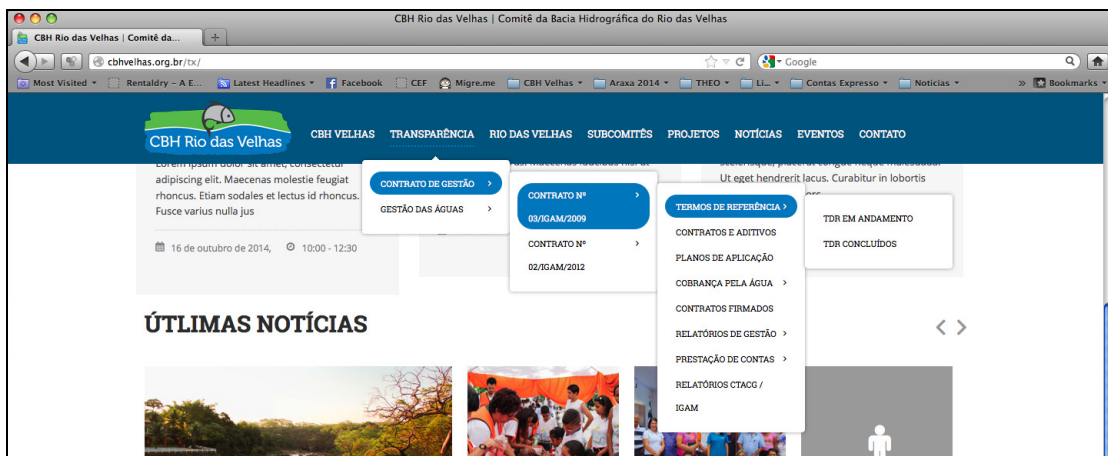 CBH Rio das Velhas | Comitê da Bacia Hidrográfica do Rio das Velhas
CBH Rio das Velhas | Comitê da...
cbhvelhas.org.br/tx/
Google
Most Visited Rentaldry – A E... Latest Headlines Facebook CEF Migre.me CBH Velhas Araxa 2014 THEO Li... Contas Expresso Noticias » Bookmarks
CBH Rio das Velhas
CBH VELHAS TRANSPARÊNCIA RIO DAS VELHAS SUBCOMITÊS PROJETOS NOTÍCIAS EVENTOS CONTATO
adipiscing elit. Maecenas molestie feugiat
rhoncus. Etiam sodales et lectus id rhoncus.
Fusce varius nulla jus
16 de outubro de 2014, 10:00 - 12:30
Ut eget hendrerit lacus. Curabitur in lobortis
CONTRATO DE GESTÃO >
GESTÃO DAS ÁGUAS >
CONTRATO Nº >
03/IGAM/2009
CONTRATO Nº >
02/IGAM/2012
TERMOS DE REFERÊNCIA >
CONTRATOS E ADITIVOS
PLANOS DE APLICAÇÃO
COBRANÇA PELA ÁGUA >
CONTRATOS FIRMADOS
RELATÓRIOS DE GESTÃO >
PRESTAÇÃO DE CONTAS >
RELATÓRIOS CTACG /
IGAM
TDR EM ANDAMENTO
TDR CONCLUÍDOS
ÚTLIMAS NOTÍCIAS